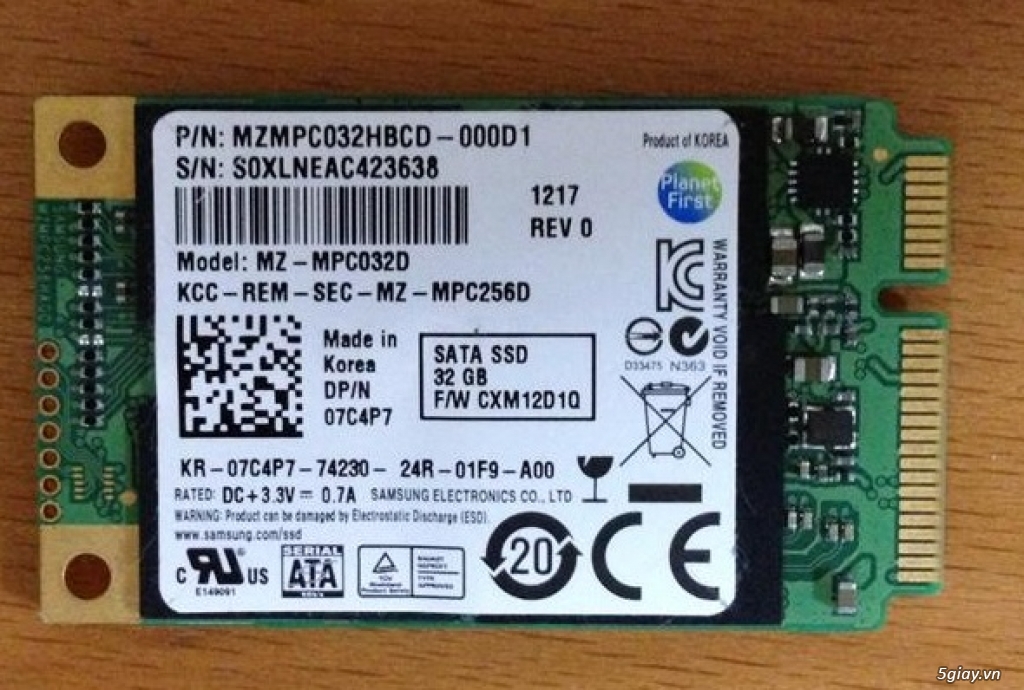 P/N: MZMPC032HBCD-000D1
S/N: S0XLNEAC423638
Product of KOREA
Planet
First
1217
REV 0
Model: MZ-MPC032D
KCC-REM-SEC-MZ-MPC256D
WARRANTY VOID IF REMOVED
Made in
Korea
DP/N
07C4P7
SATA SSD
32 GB
F/W CXM12D1Q
D33475 N363
KR-07C4P7-74230-24R-01F9-A00
RATED: DC+3.3V ⎓ 0.7A SAMSUNG ELECTRONICS CO., LTD
WARNING: Product can be damaged by Electrostatic Discharge (ESD).
www.samsung.com/ssd
c RU US
E149091
SERIAL
ATA
TÜV
20
CE
5giay.vn